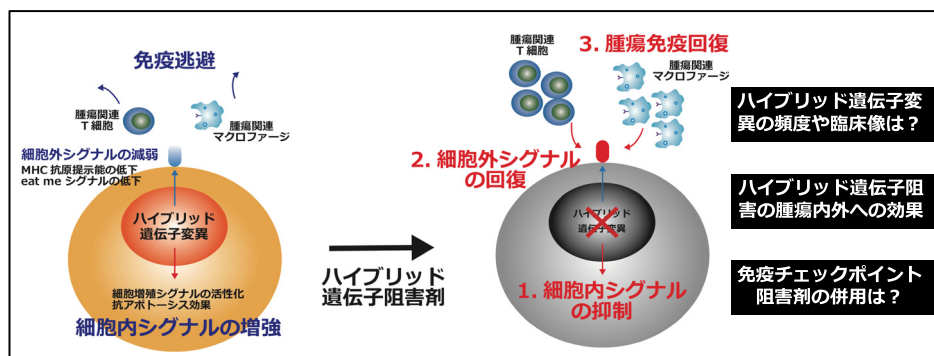 免疫逃避
腫瘍関連
T 細胞
腫瘍関連
マクロファージ
細胞外シグナルの減弱
MHC 抗原提示能の低下
eat me シグナルの低下
ハイブリッド
遺伝子変異
細胞増殖シグナルの活性化
抗アポトーシス効果
細胞内シグナルの増強
ハイブリッド
遺伝子阻害剤
腫瘍関連
T 細胞
3. 腫瘍免疫回復
腫瘍関連
マクロファージ
2. 細胞外シグナル
の回復
ハイブリッド
遺伝子変異
1. 細胞内シグナル
の抑制
ハイブリッド遺伝子変
異の頻度や臨床像は？
ハイブリッド遺伝子阻
害の腫瘍内外への効果
免疫チェックポイント
阻害剤の併用は？